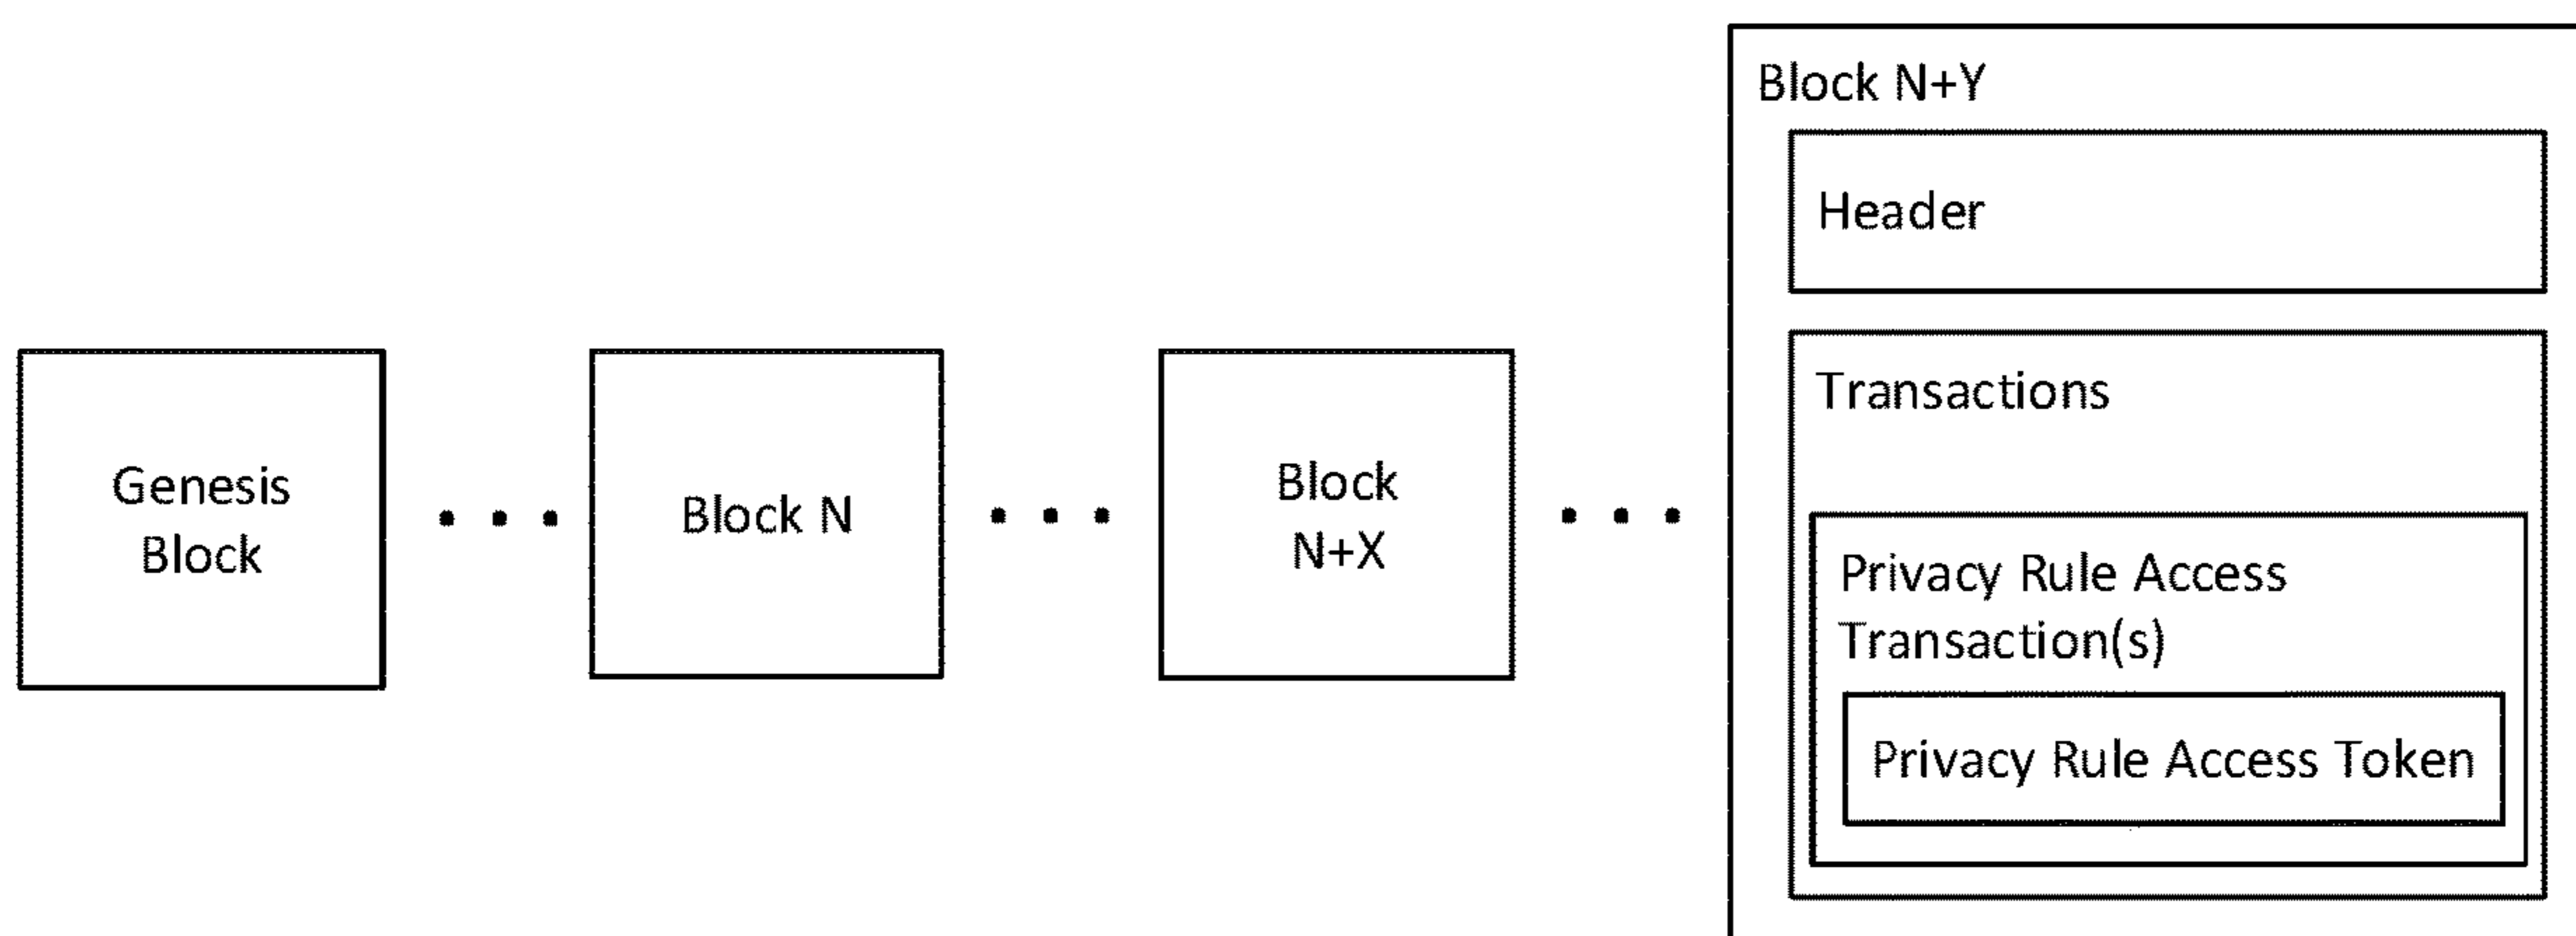 Genesis
Block
Block N
Block
N+X
Block N+Y
Header
Transactions
Privacy Rule Access
Transaction(s)
Privacy Rule Access Token